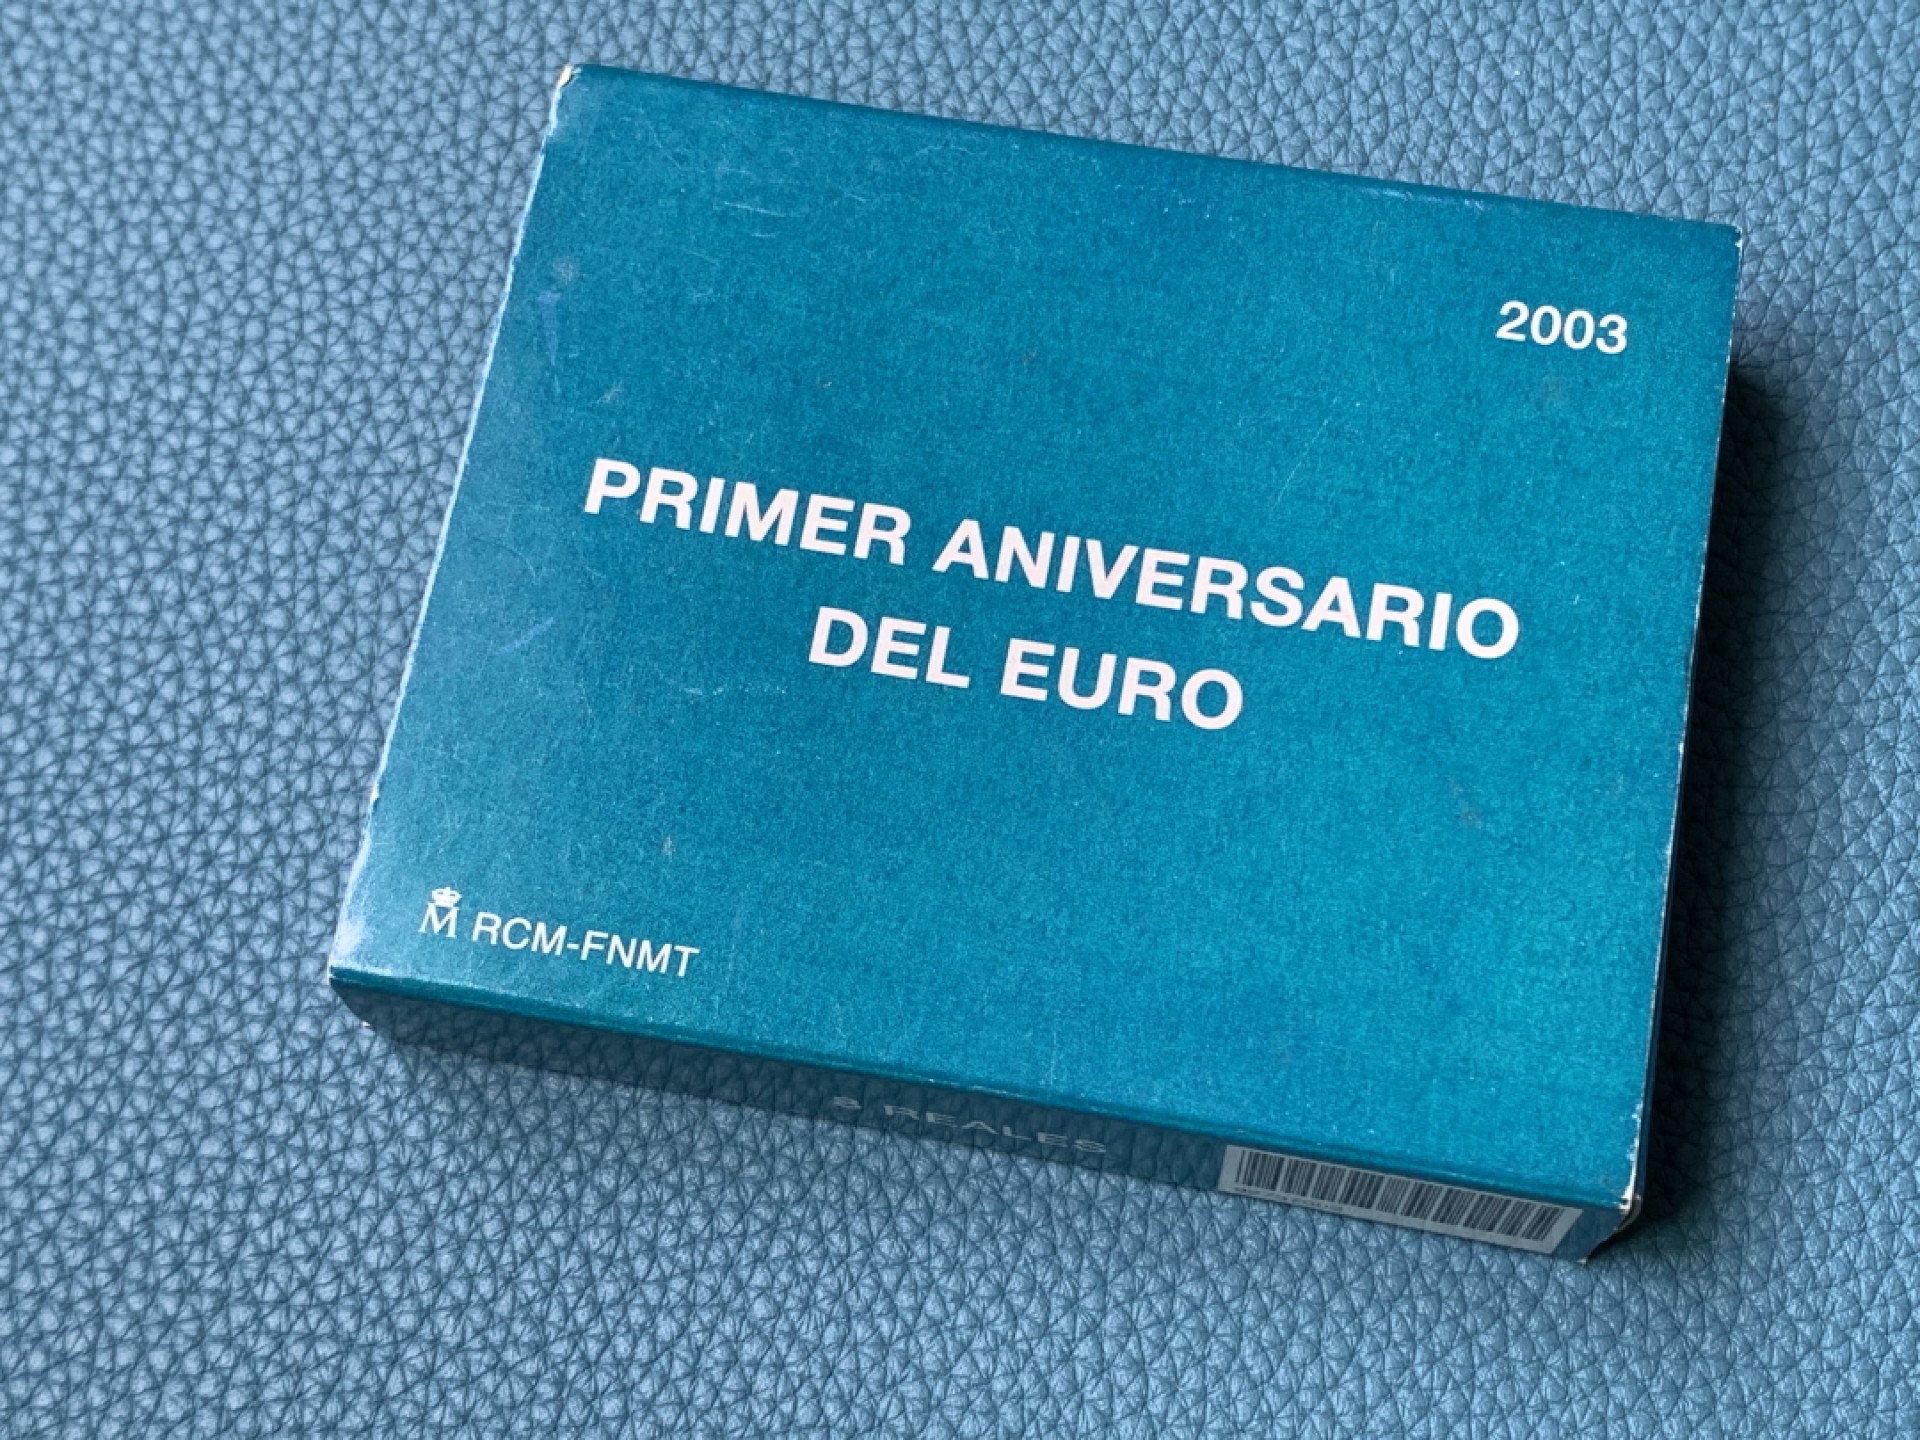 2003
PRIMER ANIVERSARIO
DEL EURO
M RCM-FNMT
8 REALES